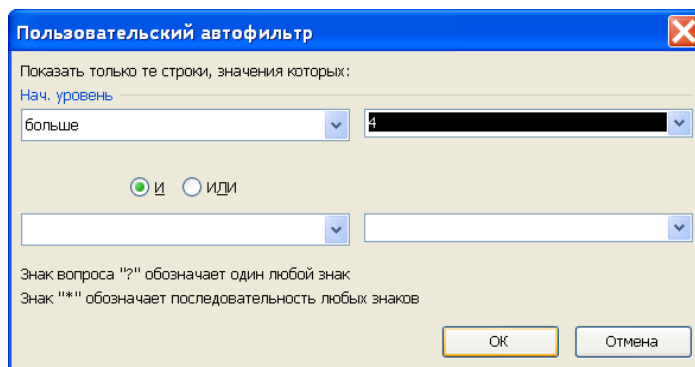 Пользовательский автофильтр
Показать только те строки, значения которых:
Нач. уровень
больше 4
И ИЛИ
Знак вопроса "?" обозначает один любой знак
Знак "*" обозначает последовательность любых знаков
ОК Отмена